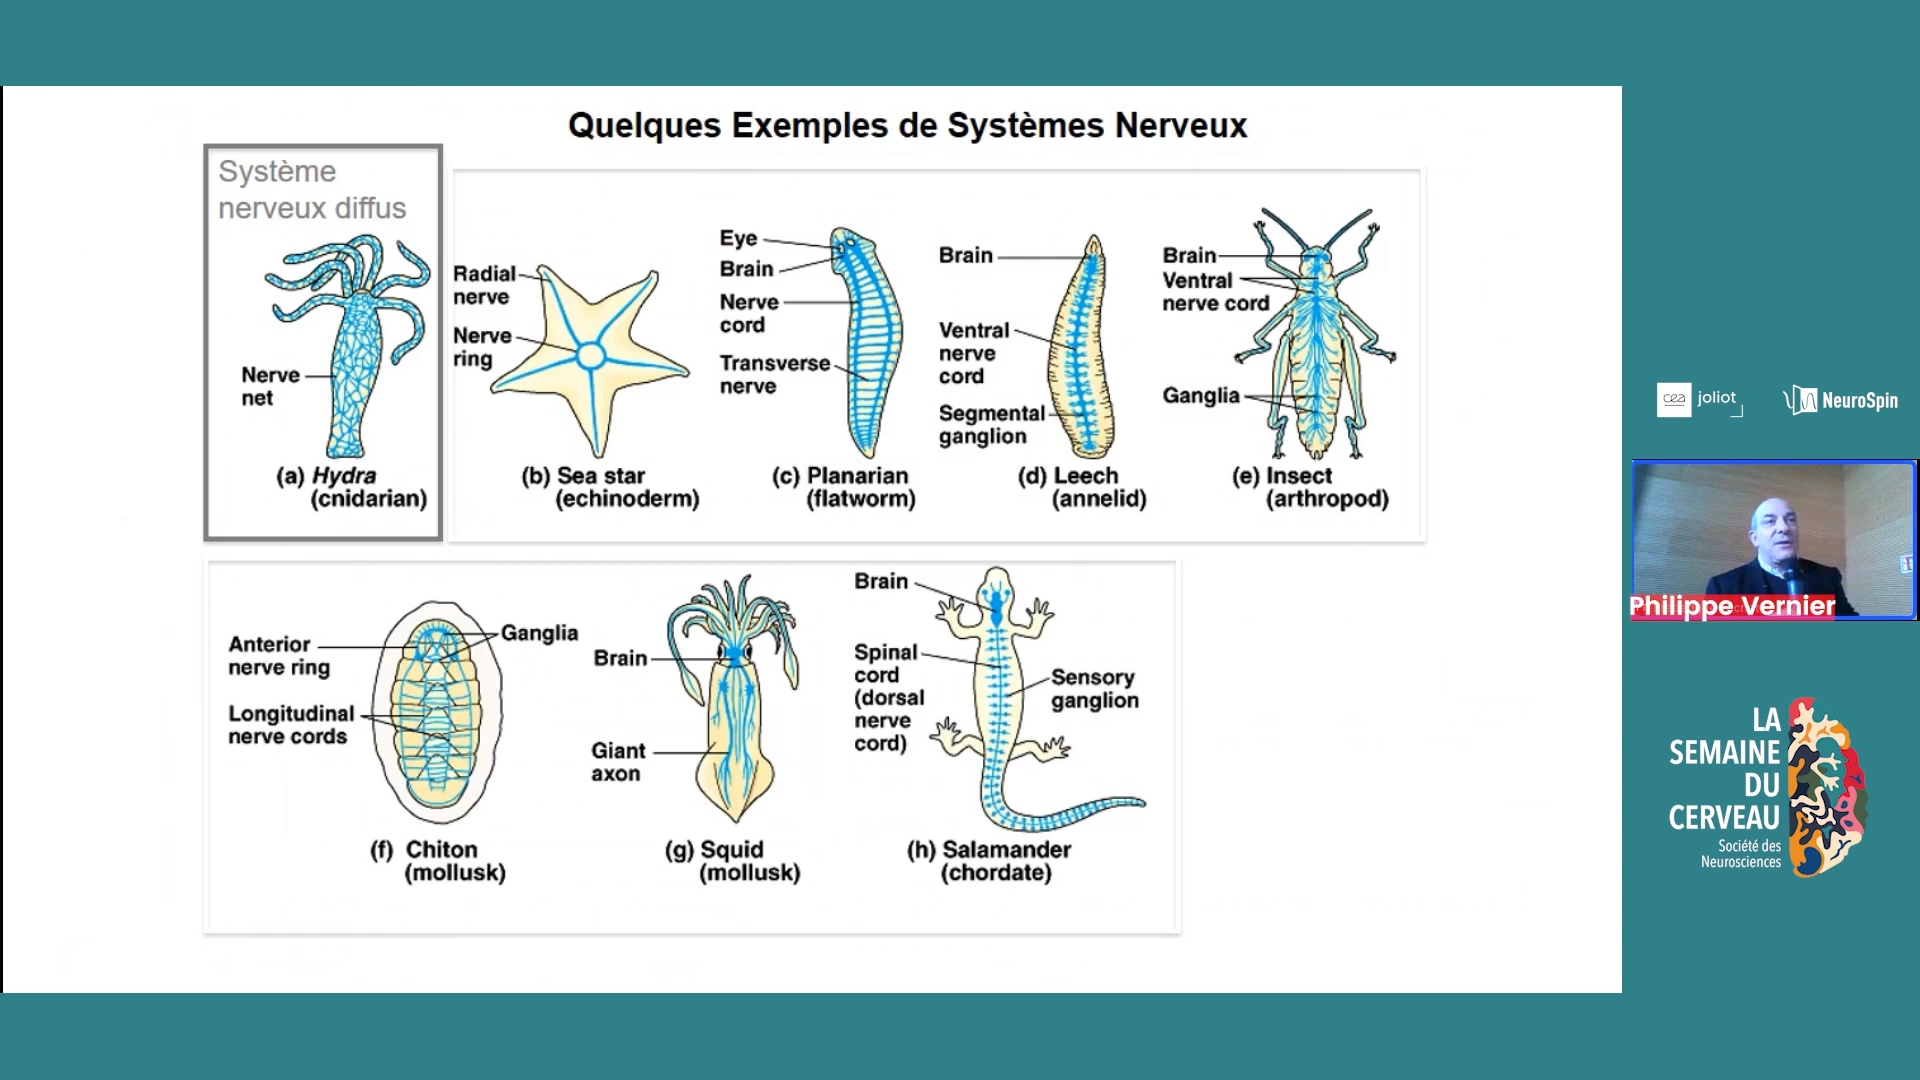 Quelques Exemples de Systèmes Nerveux
Système
nerveux diffus
Nerve
net
(a) Hydra
(cnidarian)
Radial
nerve
Nerve
ring
(b) Sea star
(echinoderm)
Eye
Brain
Nerve
cord
Transverse
nerve
(c) Planarian
(flatworm)
Brain
Ventral
nerve
cord
Segmental
ganglion
(d) Leech
(annelid)
Brain
Ventral
nerve cord
Ganglia
(e) Insect
(arthropod)
Anterior
nerve ring
Longitudinal
nerve cords
Ganglia
(f) Chiton
(mollusk)
Brain
Giant
axon
(g) Squid
(mollusk)
Brain
Spinal
cord
(dorsal
nerve
cord)
Sensory
ganglion
(h) Salamander
(chordate)
cea joliot
NeuroSpin
Philippe Vernier
LA
SEMAINE
DU
CERVEAU
Société des
Neurosciences